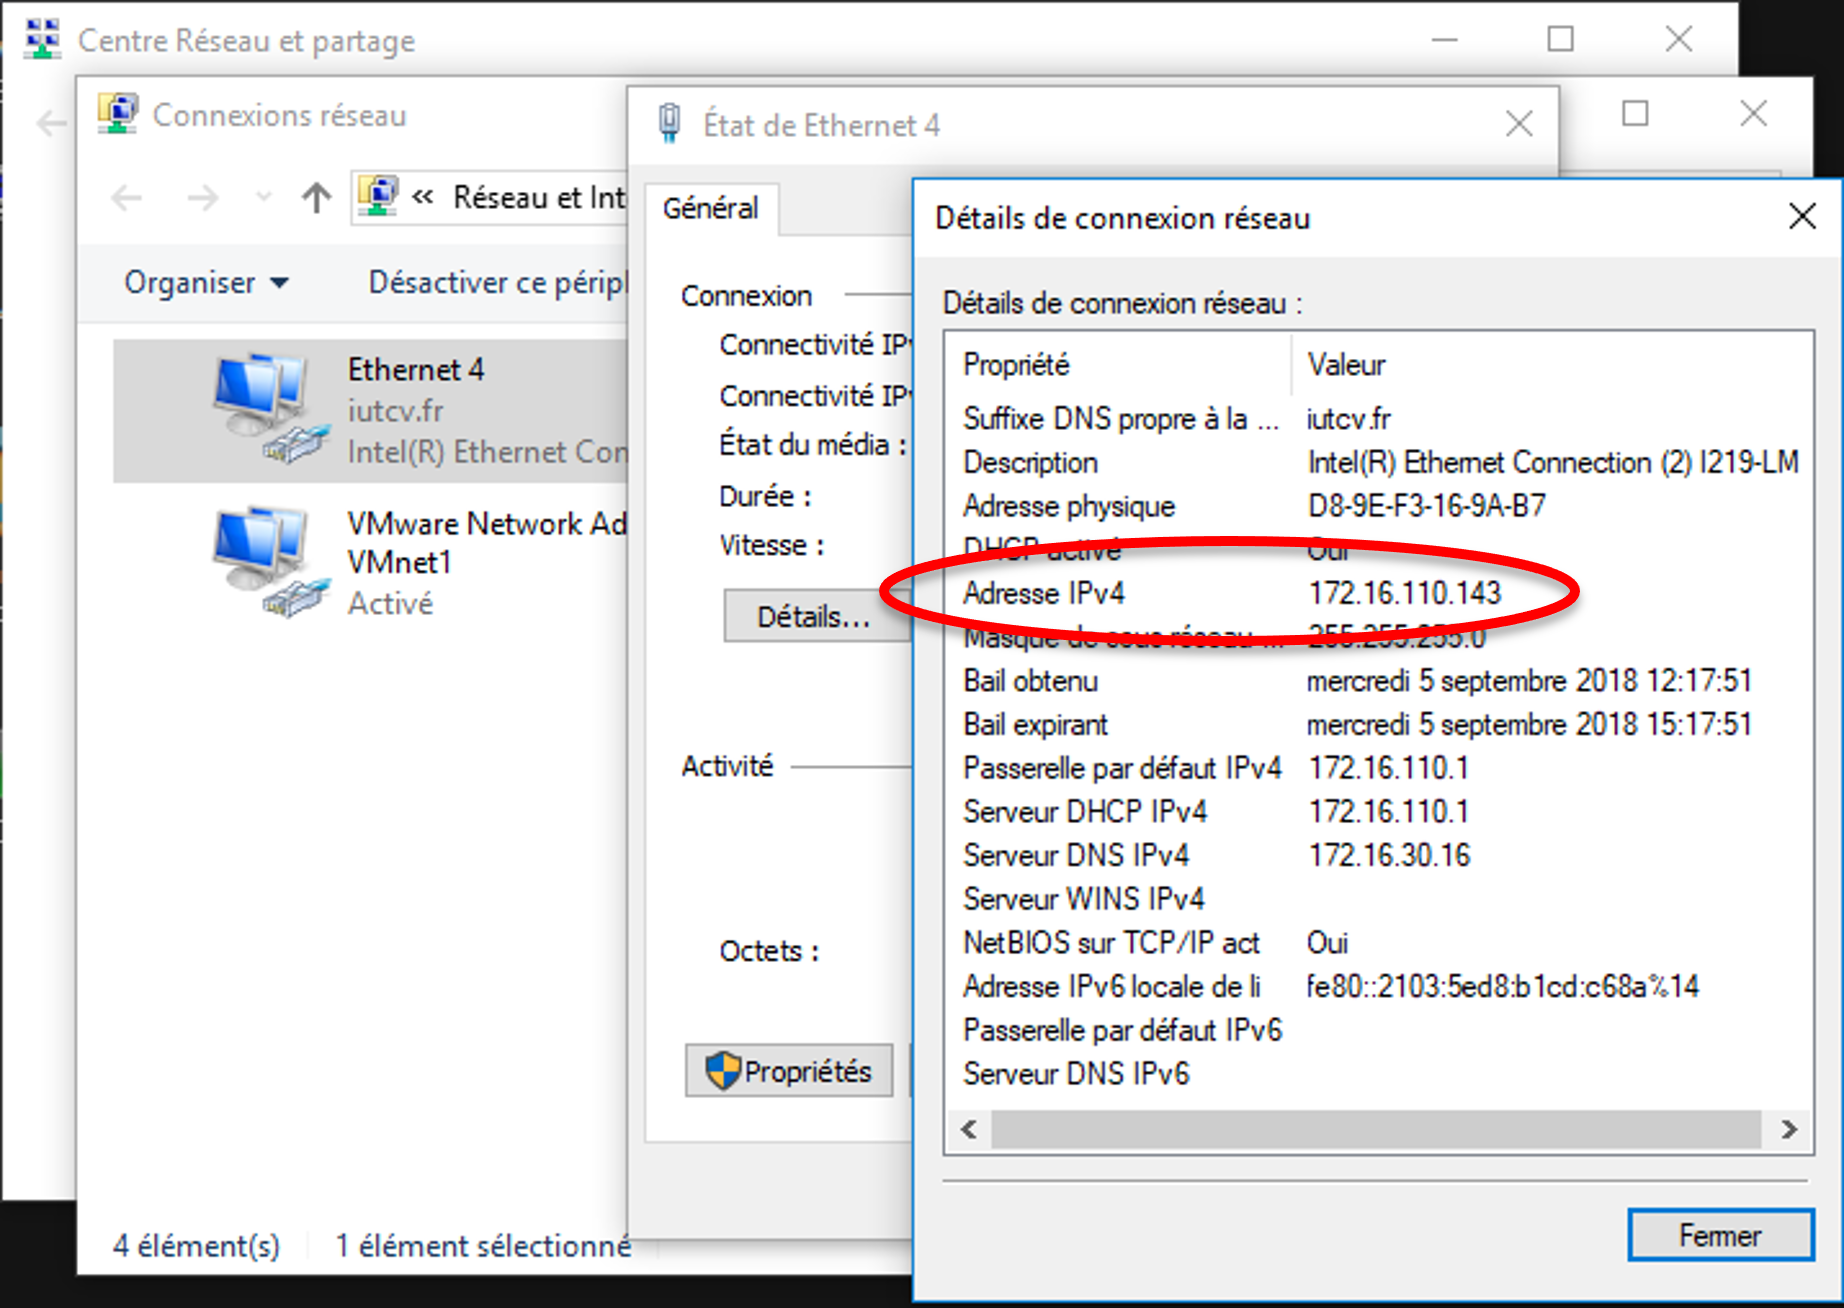 Centre Réseau et partage
Connexions réseau
« Réseau et Int
Organiser
Désactiver ce périph
Ethernet 4
iutcv.fr
Intel(R) Ethernet Con
VMware Network Ad
VMnet1
Activé
4 élément(s)
1 élément sélectionné
État de Ethernet 4
Général
Connexion
Connectivité IPv
Connectivité IPv
État du média :
Durée :
Vitesse :
Détails...
Activité
Octets :
Propriétés
Détails de connexion réseau
Détails de connexion réseau :
Propriété Valeur
Suffixe DNS propre à la ... iutcv.fr
Description Intel(R) Ethernet Connection (2) I219-LM
Adresse physique D8-9E-F3-16-9A-B7
DHCP activé Oui
Adresse IPv4 172.16.110.143
Masque de sous réseau ... 255.255.255.0
Bail obtenu mercredi 5 septembre 2018 12:17:51
Bail expirant mercredi 5 septembre 2018 15:17:51
Passerelle par défaut IPv4 172.16.110.1
Serveur DHCP IPv4 172.16.110.1
Serveur DNS IPv4 172.16.30.16
Serveur WINS IPv4
NetBIOS sur TCP/IP act Oui
Adresse IPv6 locale de li fe80::2103:5ed8:b1cd:c68a%14
Passerelle par défaut IPv6
Serveur DNS IPv6
Fermer